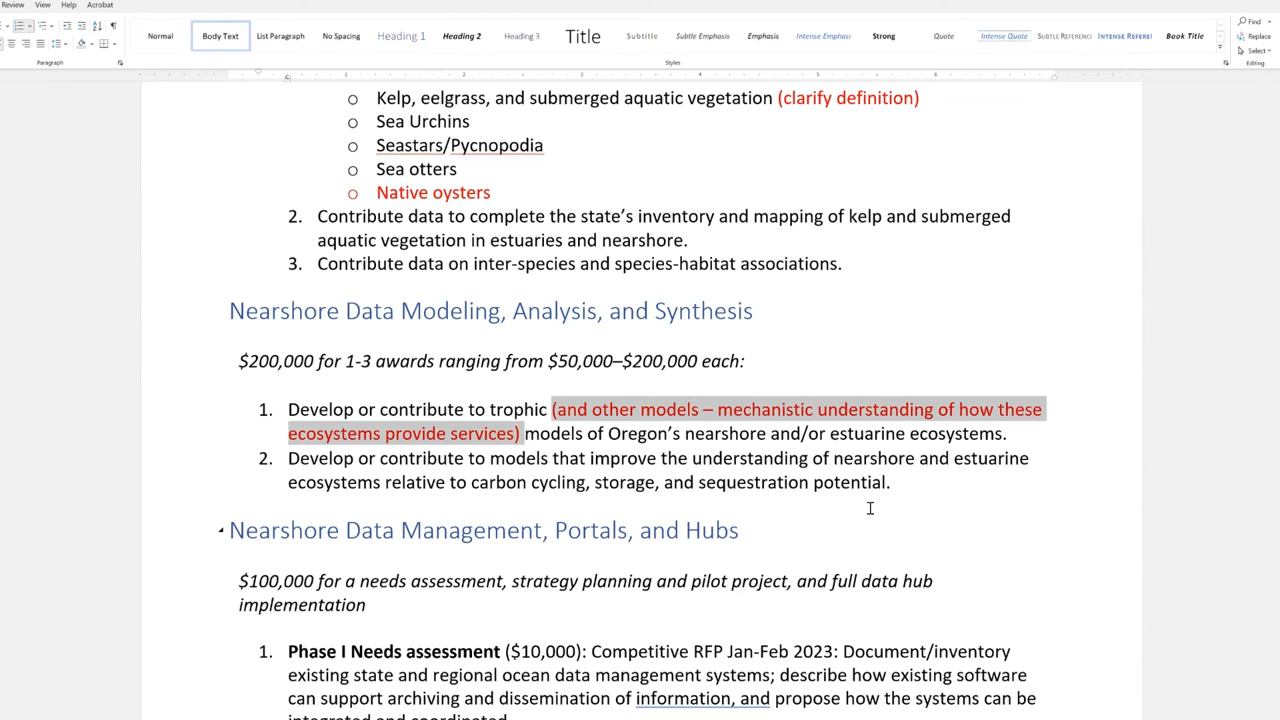 Review View Help Acrobat
Normal Body Text List Paragraph No Spacing Heading 1 Heading 2 Heading 3 Title Subtitle Subtle Emphasis Emphasis Intense Emphasi Strong Quote Intense Quote SUBTLE REFERENCI INTENSE REFEREI Book Title
Find
Replace
Select
Paragraph Styles Editing
1 2 3 4 5 6
o Kelp, eelgrass, and submerged aquatic vegetation (clarify definition)
o Sea Urchins
o Seastars/Pycnopodia
o Sea otters
o Native oysters
2. Contribute data to complete the state’s inventory and mapping of kelp and submerged
aquatic vegetation in estuaries and nearshore.
3. Contribute data on inter-species and species-habitat associations.
Nearshore Data Modeling, Analysis, and Synthesis
$200,000 for 1-3 awards ranging from $50,000–$200,000 each:
1. Develop or contribute to trophic (and other models – mechanistic understanding of how these
ecosystems provide services) models of Oregon’s nearshore and/or estuarine ecosystems.
2. Develop or contribute to models that improve the understanding of nearshore and estuarine
ecosystems relative to carbon cycling, storage, and sequestration potential.
Nearshore Data Management, Portals, and Hubs
$100,000 for a needs assessment, strategy planning and pilot project, and full data hub
implementation
1. Phase I Needs assessment ($10,000): Competitive RFP Jan-Feb 2023: Document/inventory
existing state and regional ocean data management systems; describe how existing software
can support archiving and dissemination of information, and propose how the systems can be
integrated and coordinated.